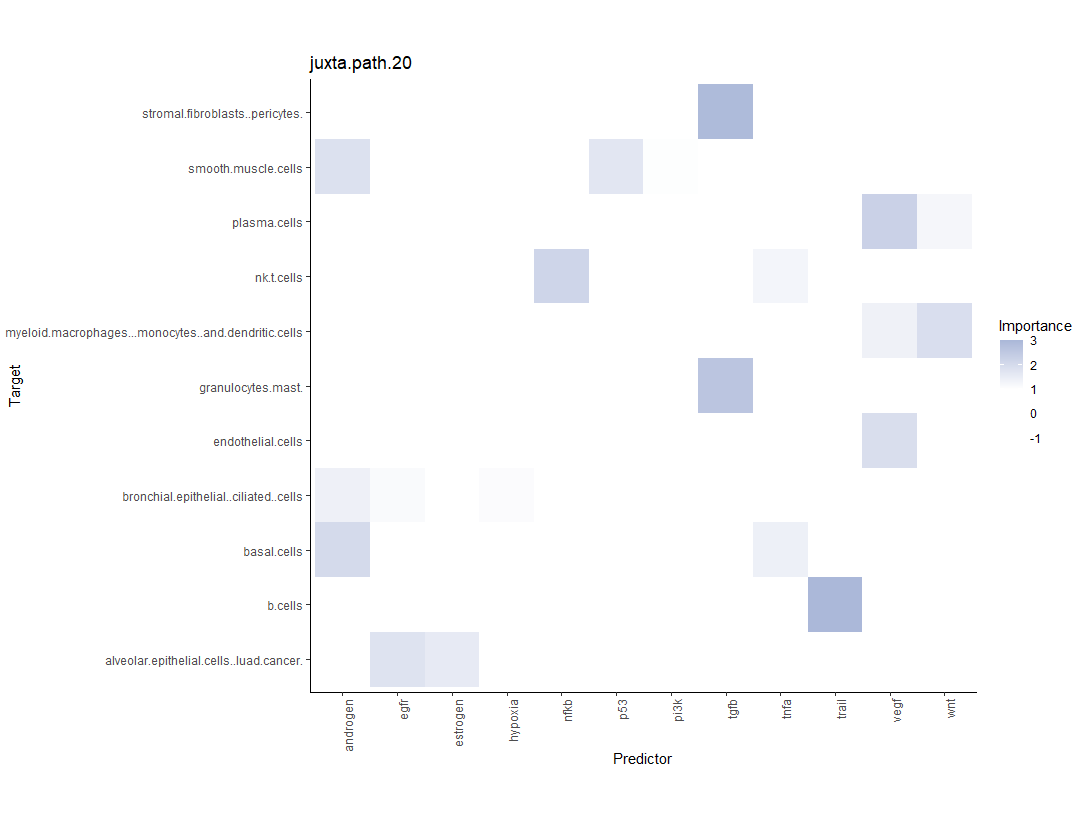 juxta.path.20
stromal.fibroblasts..pericytes.
smooth.muscle.cells
plasma.cells
nk.t.cells
myeloid.macrophages...monocytes..and.dendritic.cells
granulocytes.mast.
endothelial.cells
bronchial.epithelial..ciliated..cells
basal.cells
b.cells
alveolar.epithelial.cells..luad.cancer.
Target
androgen
egfr
estrogen
hypoxia
nfkb
p53
pi3k
tgfb
tnfa
trail
vegf
wnt
Predictor
Importance
3
2
1
0
-1